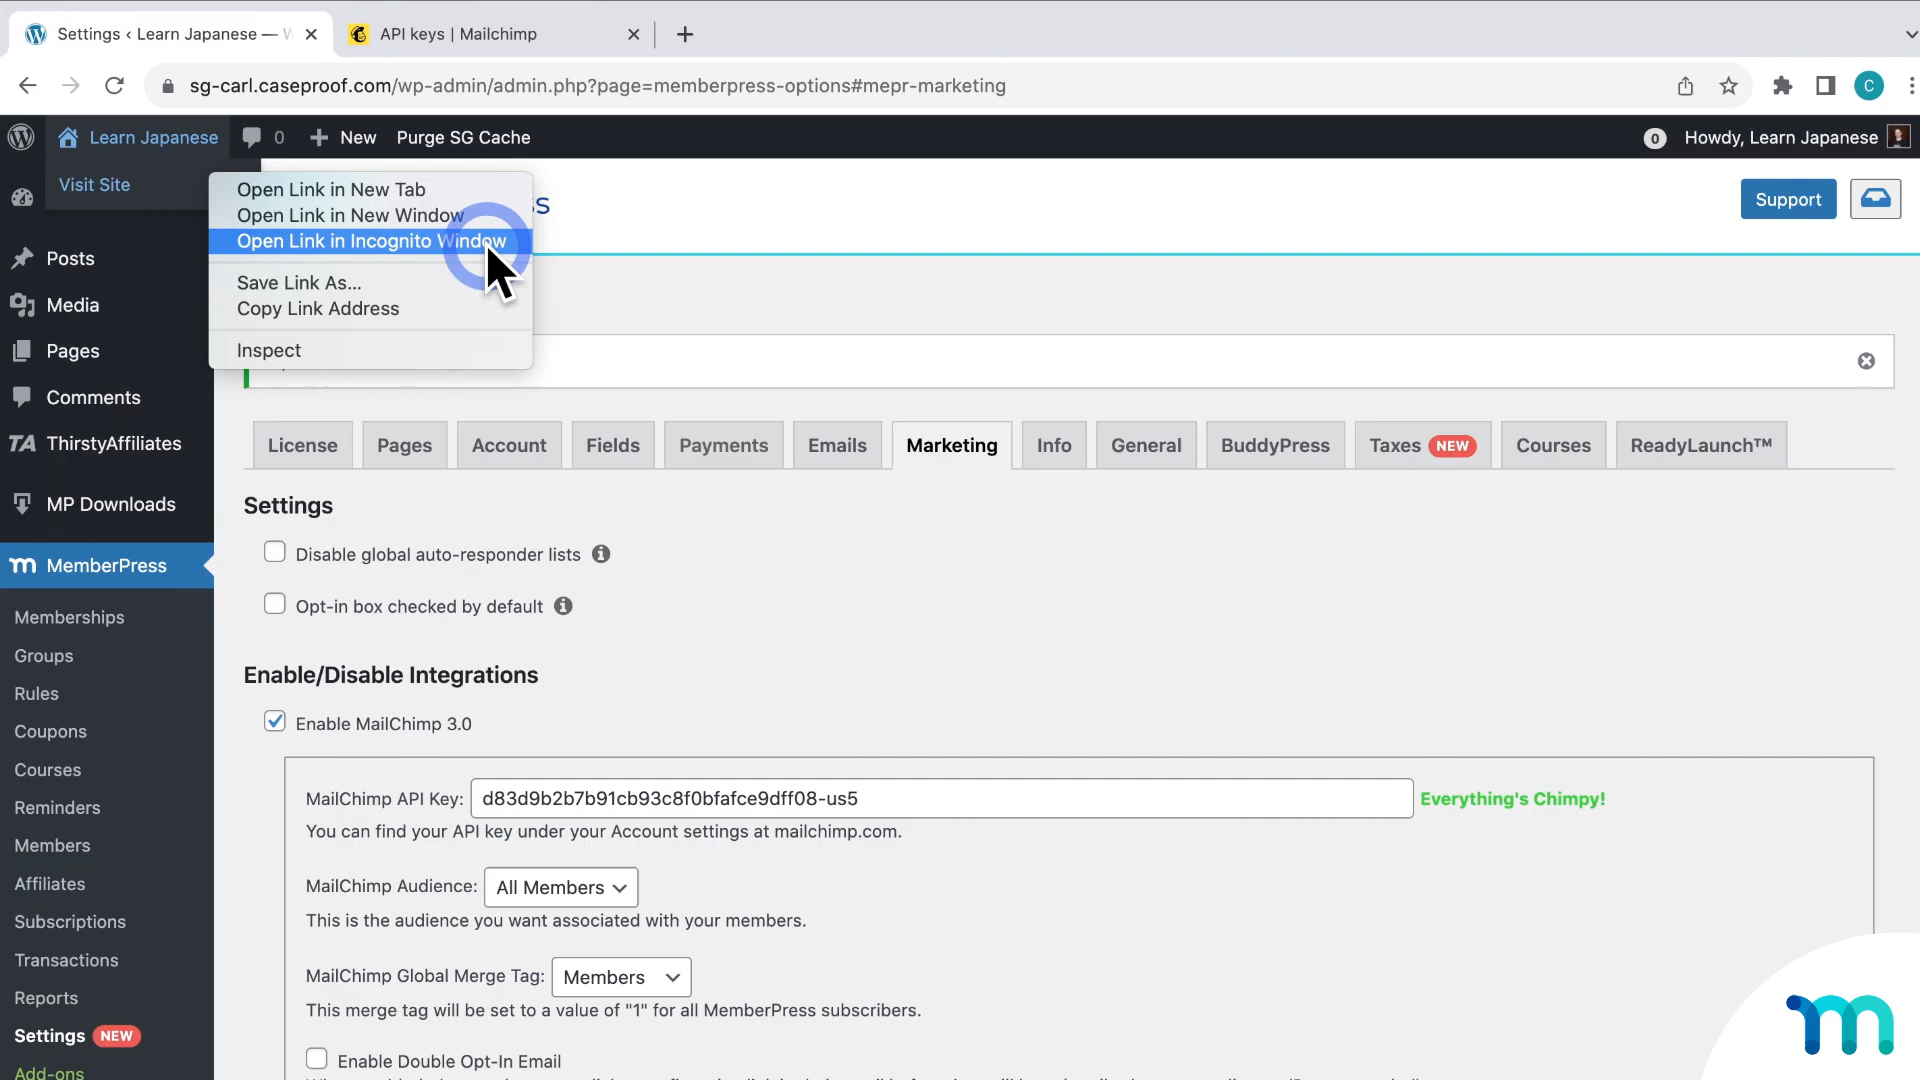 Settings ‹ Learn Japanese —
API keys | Mailchimp
sg-carl.caseproof.com/wp-admin/admin.php?page=memberpress-options#mepr-marketing
C
Learn Japanese
0
New
Purge SG Cache
0
Howdy, Learn Japanese
Visit Site
Open Link in New Tab
Open Link in New Window
Open Link in Incognito Window
Save Link As...
Copy Link Address
Inspect
ss
Support
Posts
Media
Pages
Comments
ThirstyAffiliates
MP Downloads
MemberPress
Memberships
Groups
Rules
Coupons
Courses
Reminders
Members
Affiliates
Subscriptions
Transactions
Reports
Settings NEW
Add-ons
License
Pages
Account
Fields
Payments
Emails
Marketing
Info
General
BuddyPress
Taxes NEW
Courses
ReadyLaunch™
Settings
Disable global auto-responder lists
Opt-in box checked by default
Enable/Disable Integrations
Enable MailChimp 3.0
MailChimp API Key: d83d9b2b7b91cb93c8f0bfafce9dff08-us5 Everything's Chimpy!
You can find your API key under your Account settings at mailchimp.com.
MailChimp Audience: All Members
This is the audience you want associated with your members.
MailChimp Global Merge Tag: Members
This merge tag will be set to a value of "1" for all MemberPress subscribers.
Enable Double Opt-In Email